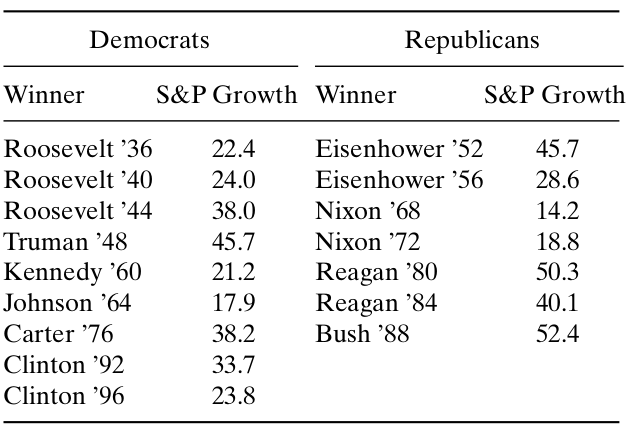 Democrats Republicans
Winner S&P Growth Winner S&P Growth
Roosevelt ’36 22.4 Eisenhower ’52 45.7
Roosevelt ’40 24.0 Eisenhower ’56 28.6
Roosevelt ’44 38.0 Nixon ’68 14.2
Truman ’48 45.7 Nixon ’72 18.8
Kennedy ’60 21.2 Reagan ’80 50.3
Johnson ’64 17.9 Reagan ’84 40.1
Carter ’76 38.2 Bush ’88 52.4
Clinton ’92 33.7
Clinton ’96 23.8